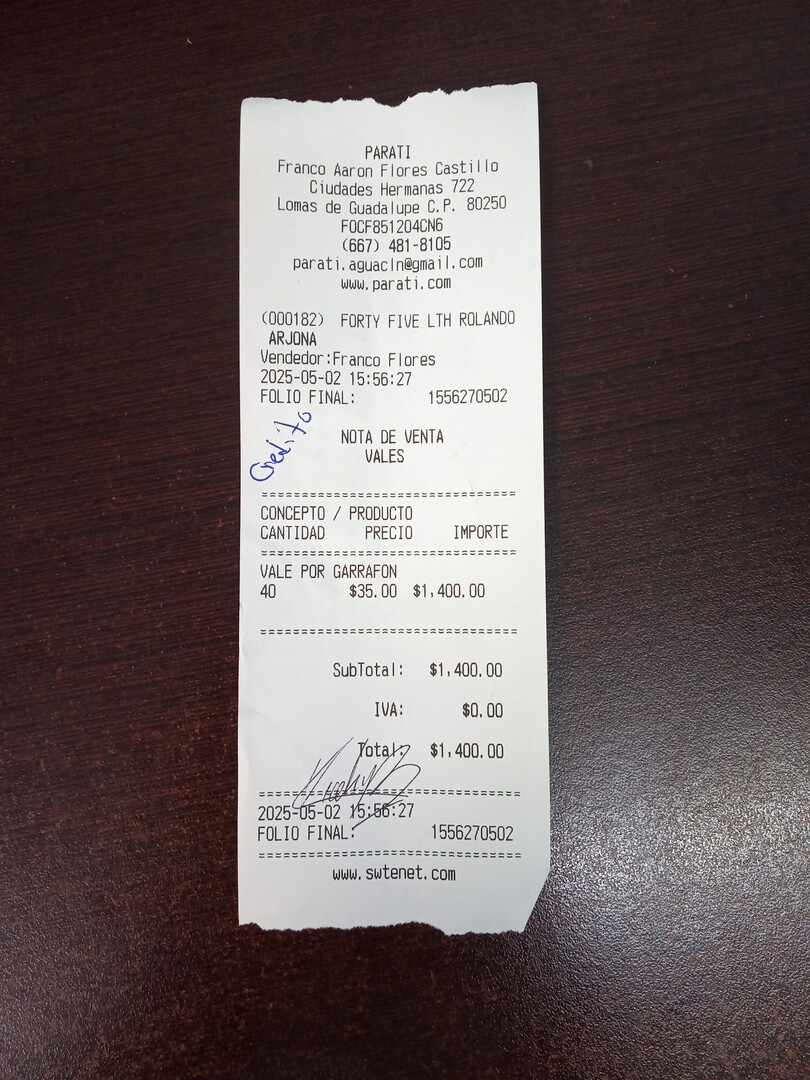 PARATI
Franco Aaron Flores Castillo
Ciudades Hermanas 722
Lomas de Guadalupe C.P. 80250
FOCF851204CN6
(667) 481-8105
parati.aguacln@gmail.com
www.parati.com
(000182) FORTY FIVE LTH ROLANDO
ARJONA
Vendedor:Franco Flores
2025-05-02 15:56:27
FOLIO FINAL: 1556270502
Credito
NOTA DE VENTA
VALES
==================================
CONCEPTO / PRODUCTO
CANTIDAD PRECIO IMPORTE
==================================
VALE POR GARRAFON
40 $35.00 $1,400.00
==================================
SubTotal: $1,400.00
IVA: $0.00
Total: $1,400.00
==================================
2025-05-02 15:56:27
FOLIO FINAL: 1556270502
==================================
www.swtenet.com